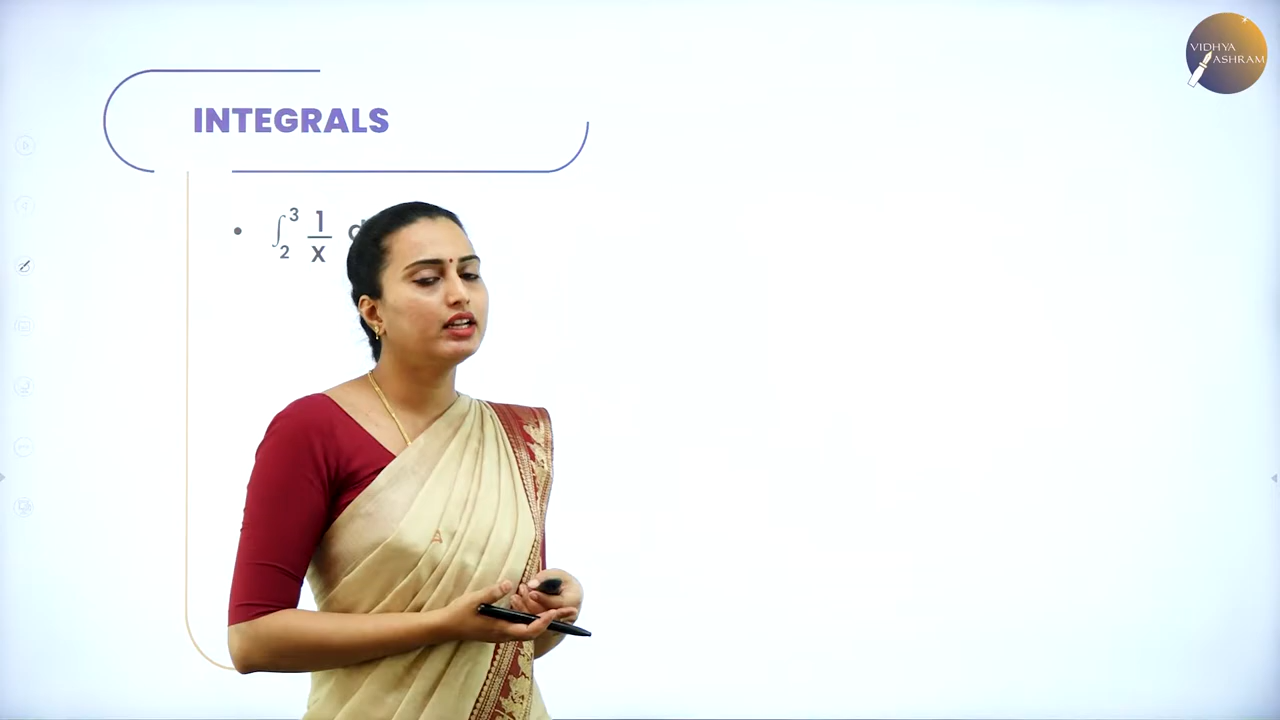 VIDHYA
ASHRAM
INTEGRALS
• ∫₂³ 1/x d